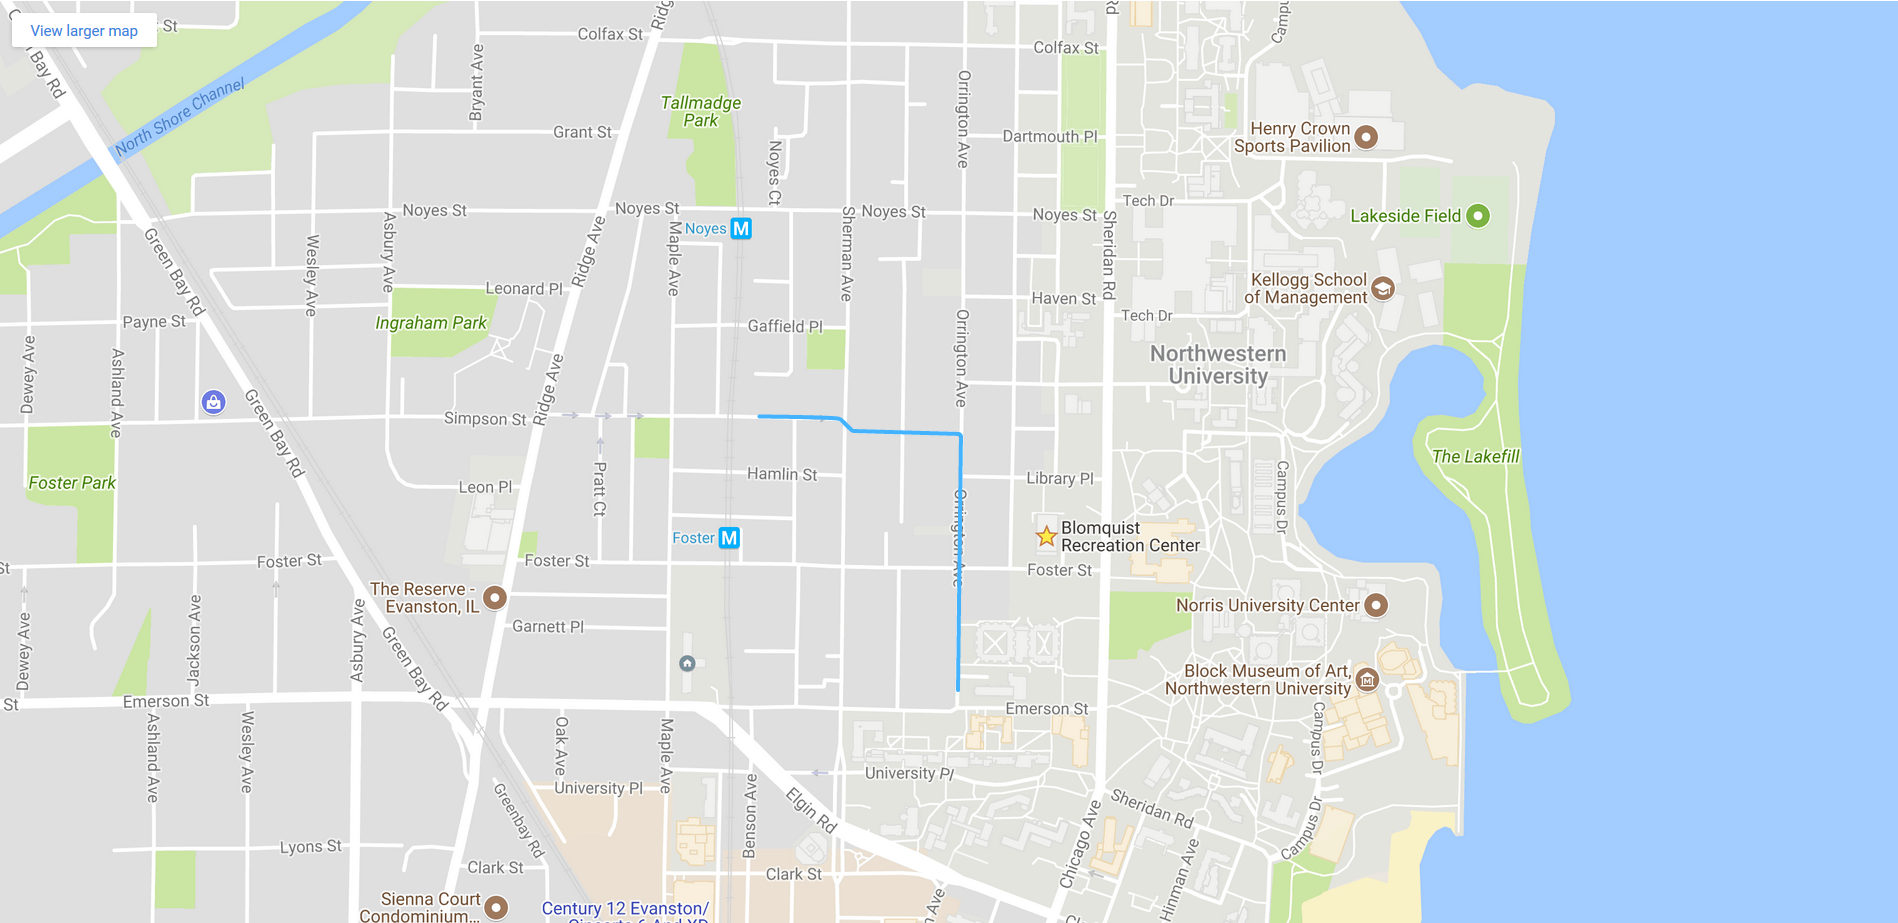 View larger map
St
Bay Rd
North Shore Channel
Bryant Ave
Colfax St
Ridg
Tallmadge
Park
Grant St
Noyes Ct
Orrington Ave
Colfax St
Rd
Dartmouth Pl
Henry Crown
Sports Pavilion
Tech Dr
Lakeside Field
Noyes St
Noyes St
Noyes St
Noyes St
Noyes
Asbury Ave
Wesley Ave
Green Bay Rd
Ridge Ave
Maple Ave
Sherman Ave
Sheridan Rd
Kellogg School
of Management
Leonard Pl
Haven St
Tech Dr
Payne St
Ingraham Park
Gaffield Pl
Orrington Ave
Northwestern
University
Dewey Ave
Ashland Ave
Green Bay Rd
Ridge Ave
Simpson St
Foster Park
Leon Pl
Pratt Ct
Hamlin St
Library Pl
The Lakefill
Campus Dr
Foster
Orrington Ave
Blomquist
Recreation Center
Foster St
Foster St
Foster St
St
The Reserve -
Evanston, IL
Garnett Pl
Norris University Center
Dewey Ave
Jackson Ave
Asbury Ave
Green Bay Rd
Block Museum of Art,
Northwestern University
St
Emerson St
Emerson St
Ashland Ave
Wesley Ave
Oak Ave
Maple Ave
Campus Dr
University Pl
University Pl
Greenbay Rd
Benson Ave
Elgin Rd
Chicago Ave
Sheridan Rd
Campus Dr
Hinman Ave
Lyons St
Clark St
Clark St
Sienna Court
Condominium...
Century 12 Evanston/
n Ave